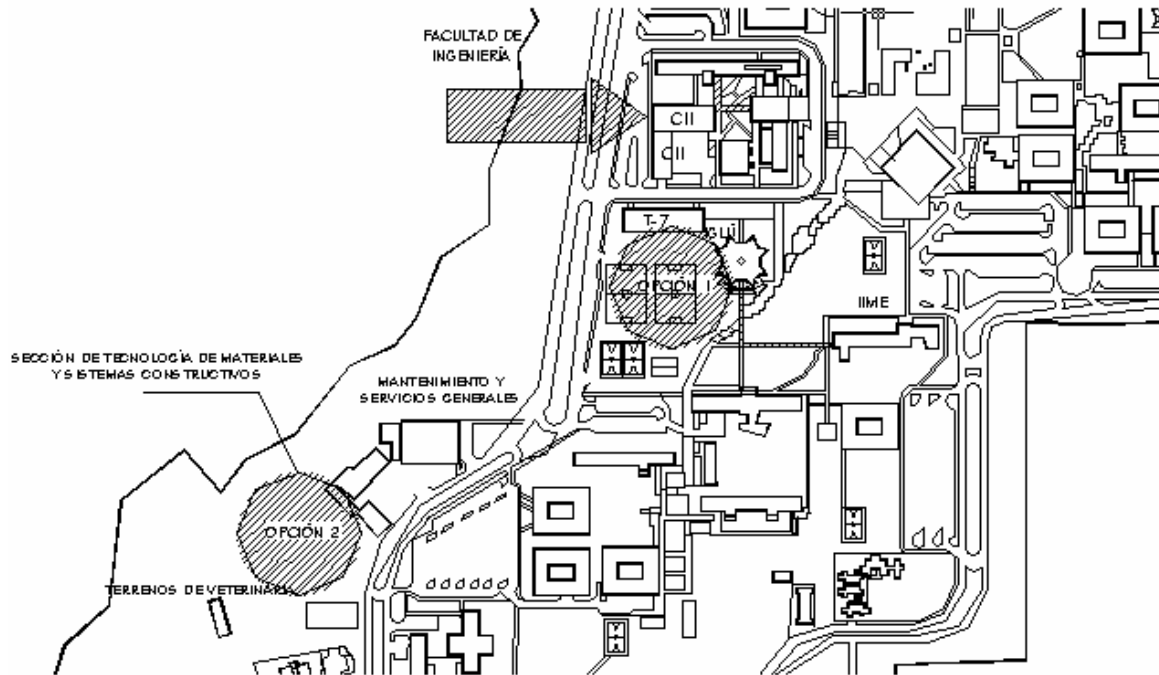 FACULTAD DE
INGENIERÍA
CII
CII
T-7
GLII
OPCIÓN 1
IIME
SECCIÓN DE TECNOLOGÍA DE MATERIALES
Y SISTEMAS CONSTRUCTIVOS
MANTENIMIENTO Y
SERVICIOS GENERALES
OPCIÓN 2
TERRENOS DE VETERINARIA